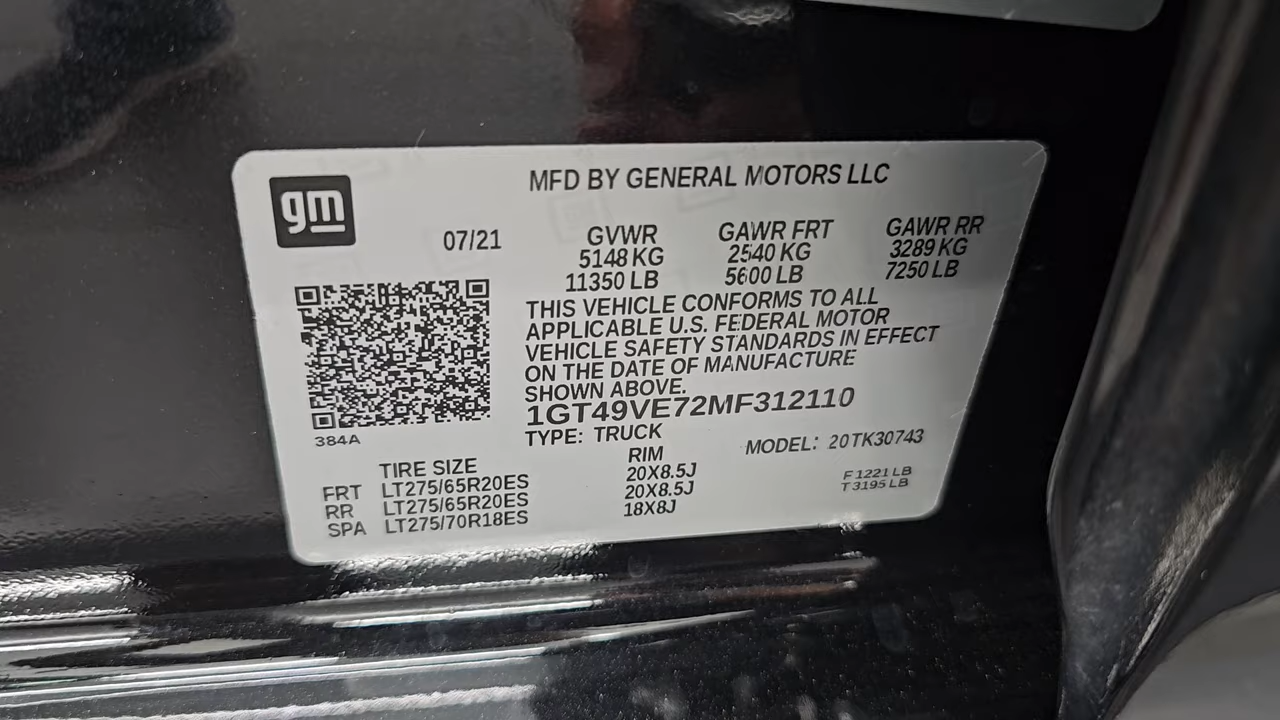 MFD BY GENERAL MOTORS LLC
gm
07/21
GVWR GAWR FRT GAWR RR
5148 KG 2540 KG 3289 KG
11350 LB 5600 LB 7250 LB
THIS VEHICLE CONFORMS TO ALL
APPLICABLE U.S. FEDERAL MOTOR
VEHICLE SAFETY STANDARDS IN EFFECT
ON THE DATE OF MANUFACTURE
SHOWN ABOVE.
1GT49VE72MF312110
384A
TYPE: TRUCK MODEL: 20TK30743
TIRE SIZE RIM
FRT LT275/65R20ES 20X8.5J
RR LT275/65R20ES 20X8.5J
SPA LT275/70R18ES 18X8J
F 1221 LB
T 3195 LB